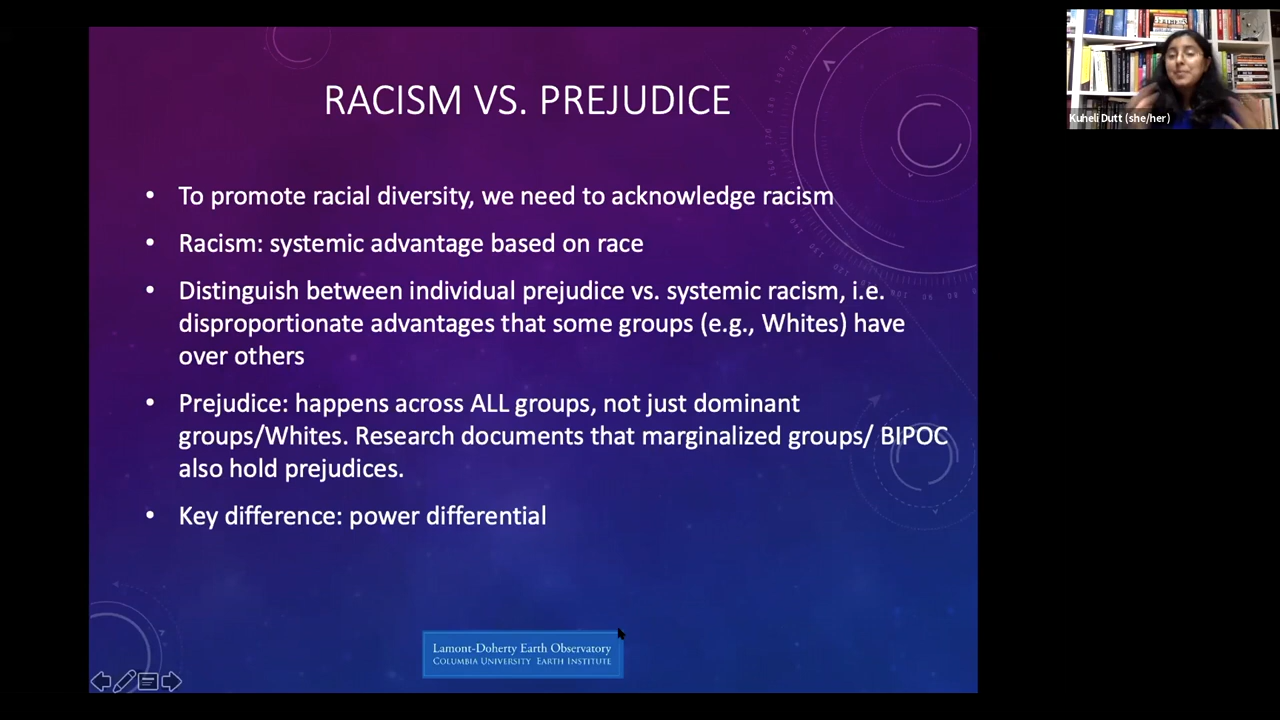 RACISM VS. PREJUDICE
• To promote racial diversity, we need to acknowledge racism
• Racism: systemic advantage based on race
• Distinguish between individual prejudice vs. systemic racism, i.e.
disproportionate advantages that some groups (e.g., Whites) have
over others
• Prejudice: happens across ALL groups, not just dominant
groups/Whites. Research documents that marginalized groups/ BIPOC
also hold prejudices.
• Key difference: power differential
Lamont-Doherty Earth Observatory
COLUMBIA UNIVERSITY EARTH INSTITUTE
Kuheli Dutt (she/her)